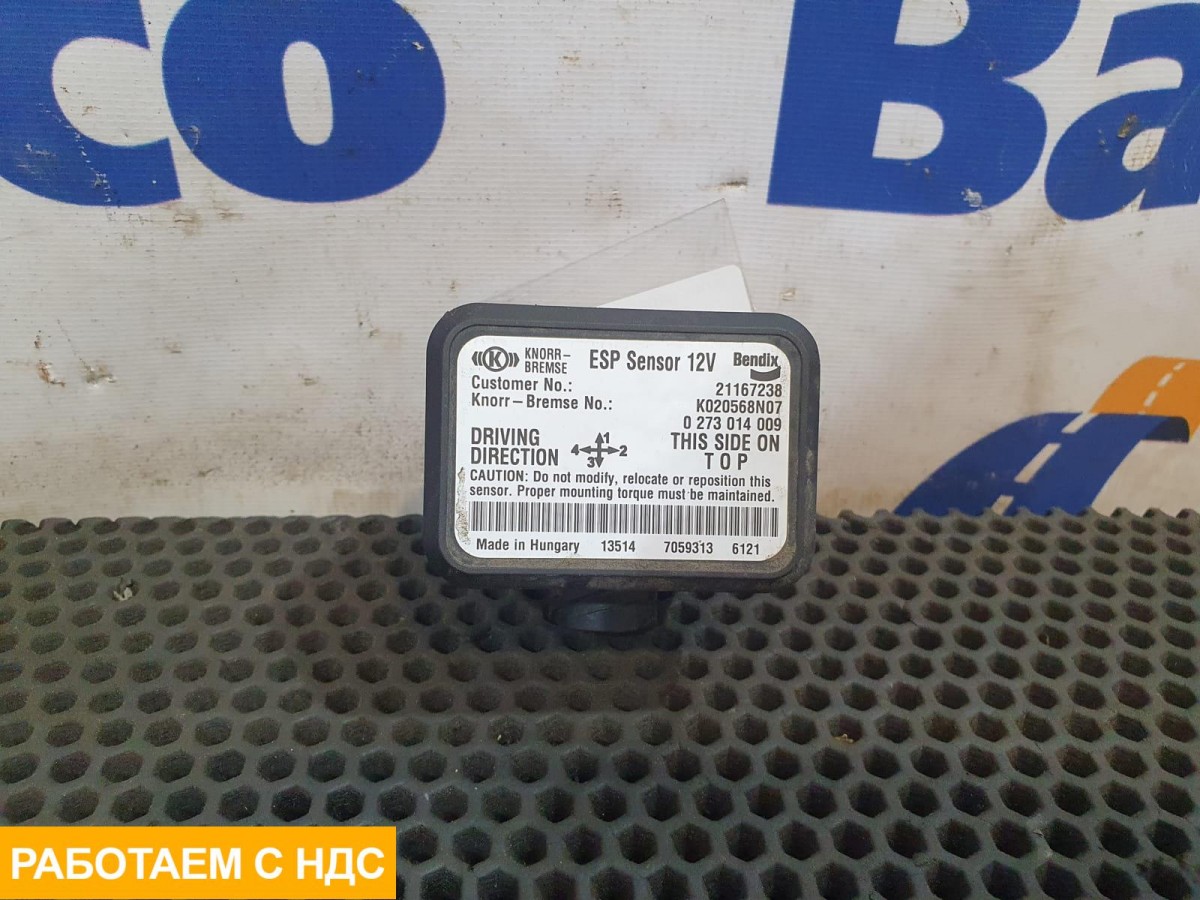 co Ba
K KNORR-BREMSE ESP Sensor 12V Bendix
Customer No.: 21167238
Knorr-Bremse No.: K020568N07
0 273 014 009
DRIVING DIRECTION 1 2 3 4 THIS SIDE ON TOP
CAUTION: Do not modify, relocate or reposition this
sensor. Proper mounting torque must be maintained.
Made in Hungary 13514 7059313 6121
РАБОТАЕМ С НДС